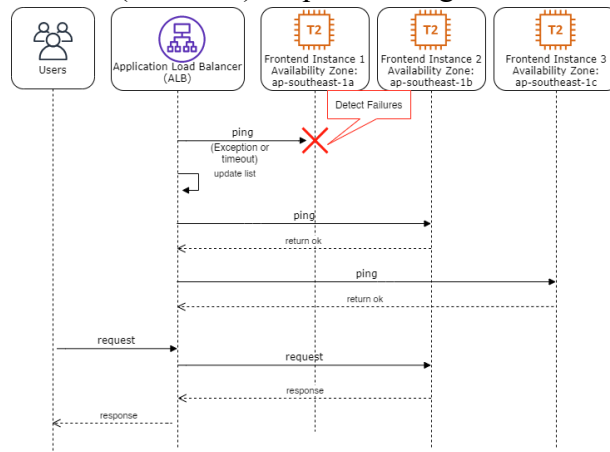 T2
T2
T2
Users
Application Load Balancer
(ALB)
Frontend Instance 1
Availability Zone:
ap-southeast-1a
Frontend Instance 2
Availability Zone:
ap-southeast-1b
Frontend Instance 3
Availability Zone:
ap-southeast-1c
Detect Failures
ping
(Exception or
timeout)
update list
ping
return ok
ping
return ok
request
request
response
response